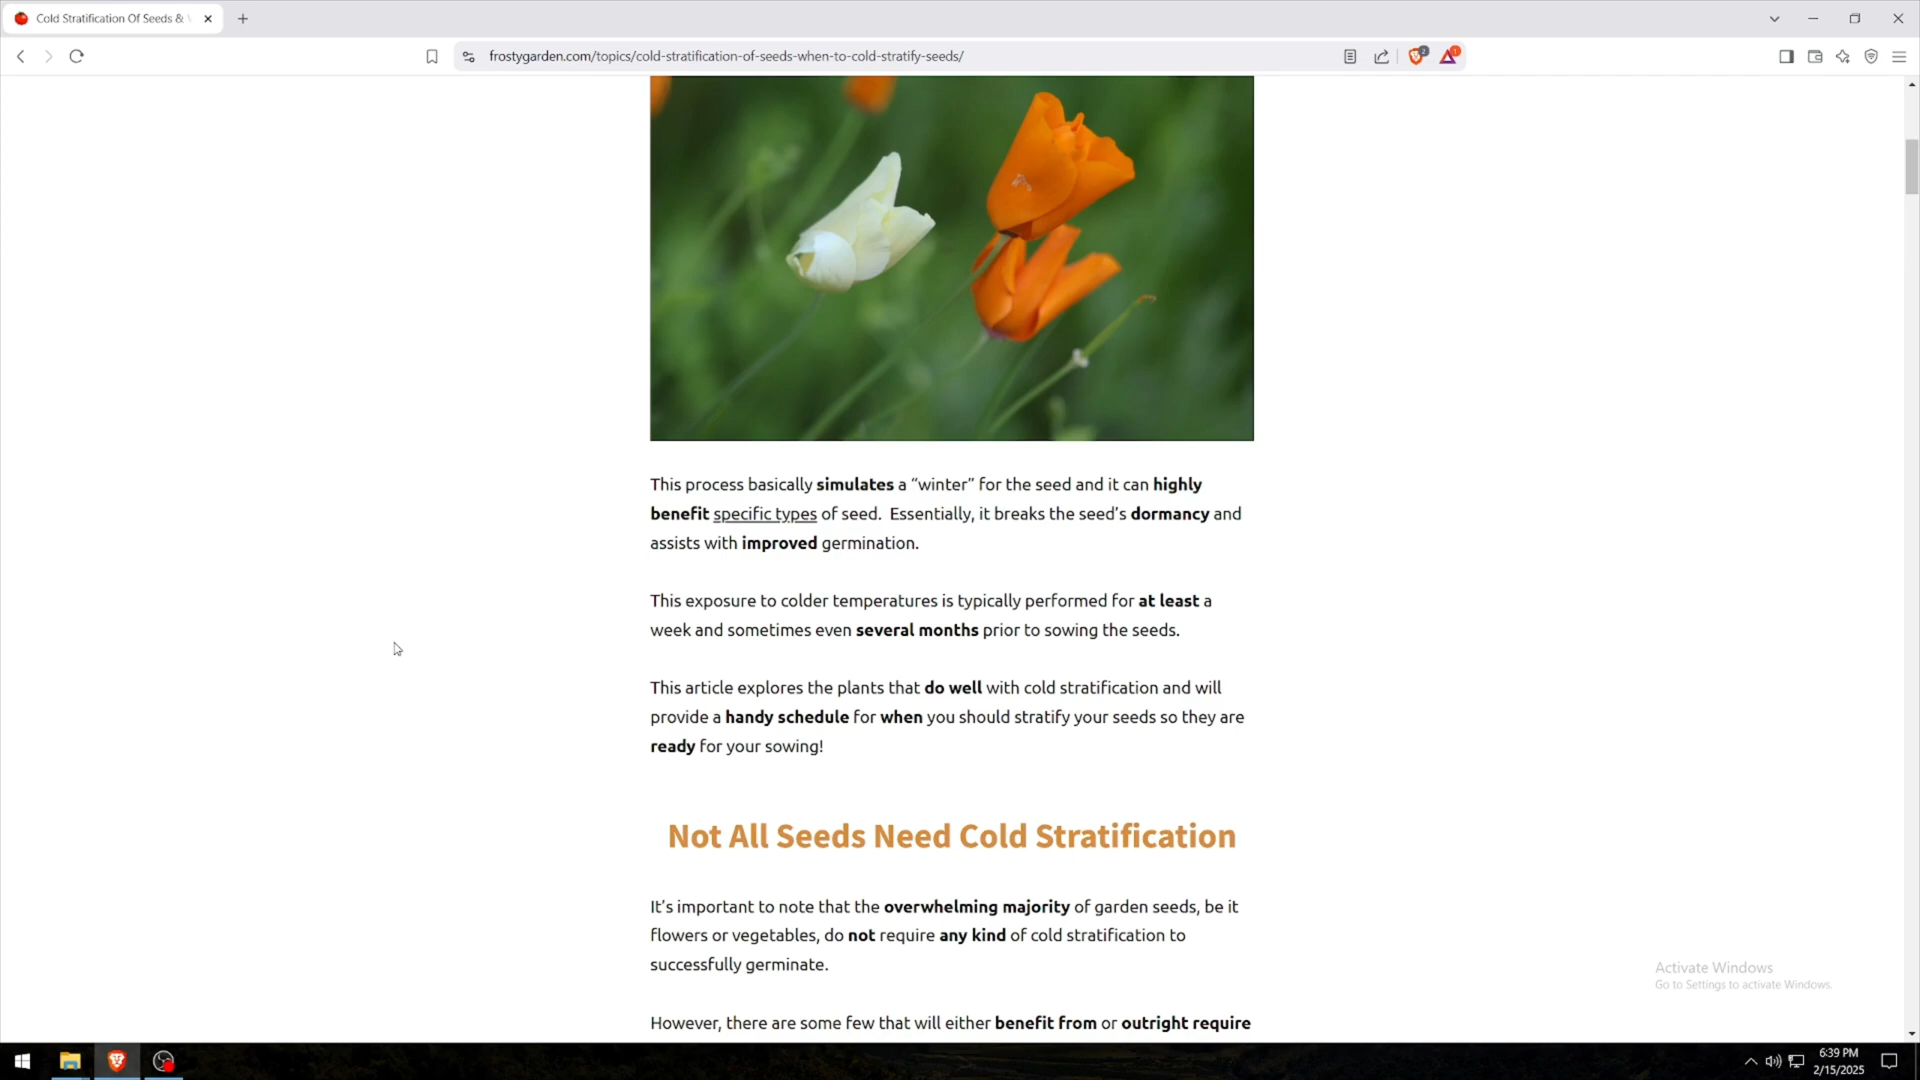 Cold Stratification Of Seeds &
frostygarden.com/topics/cold-stratification-of-seeds-when-to-cold-stratify-seeds/
2
1
This process basically simulates a “winter” for the seed and it can highly
benefit specific types of seed. Essentially, it breaks the seed’s dormancy and
assists with improved germination.
This exposure to colder temperatures is typically performed for at least a
week and sometimes even several months prior to sowing the seeds.
This article explores the plants that do well with cold stratification and will
provide a handy schedule for when you should stratify your seeds so they are
ready for your sowing!
Not All Seeds Need Cold Stratification
It’s important to note that the overwhelming majority of garden seeds, be it
flowers or vegetables, do not require any kind of cold stratification to
successfully germinate.
However, there are some few that will either benefit from or outright require
Activate Windows
Go to Settings to activate Windows.
6:39 PM
2/15/2025